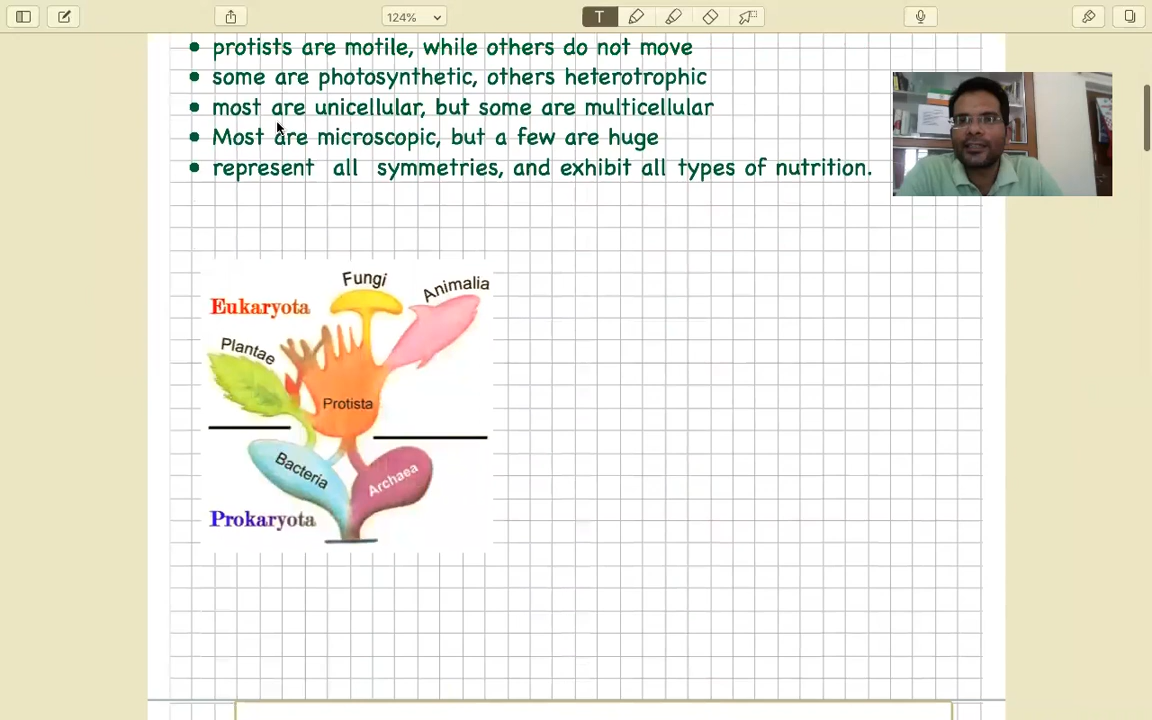 124%
T
• protists are motile, while others do not move
• some are photosynthetic, others heterotrophic
• most are unicellular, but some are multicellular
• Most are microscopic, but a few are huge
• represent all symmetries, and exhibit all types of nutrition.
Fungi
Animalia
Eukaryota
Plantae
Protista
Bacteria
Archaea
Prokaryota